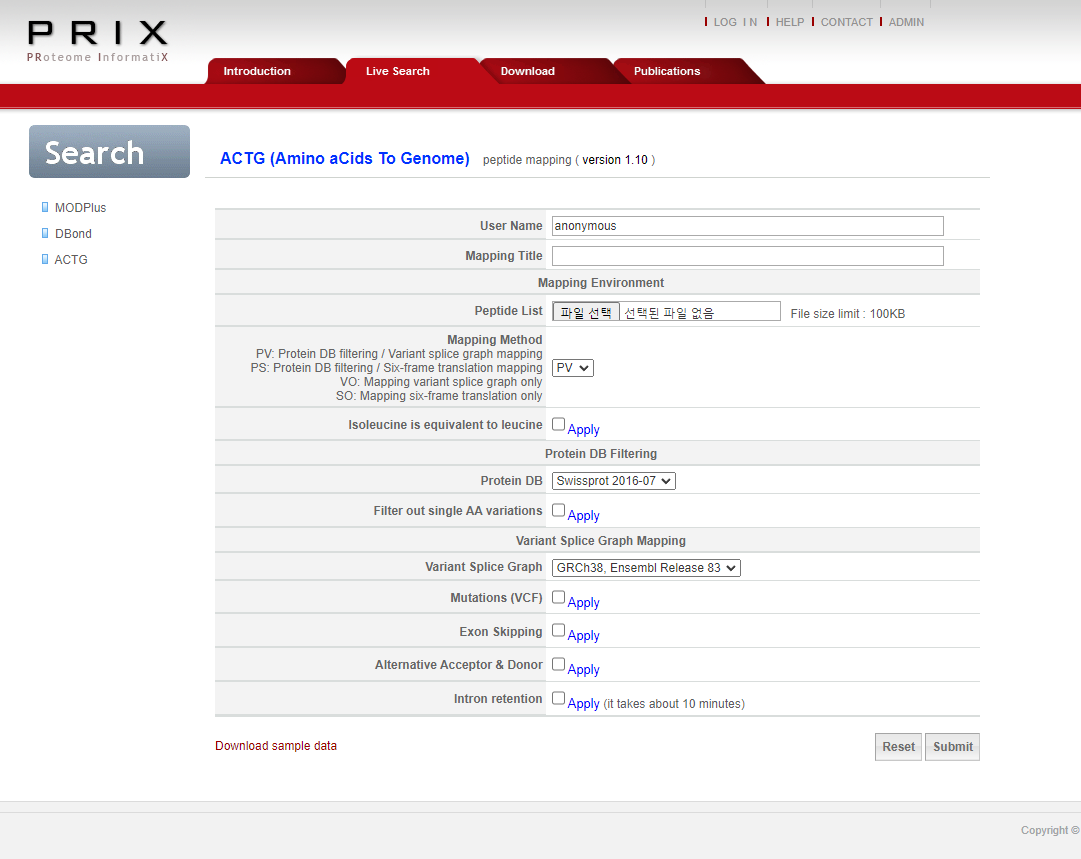 PRIX
PRoteome InformatiX
LOG IN
HELP
CONTACT
ADMIN
Introduction
Live Search
Download
Publications
Search
MODPlus
DBond
ACTG
ACTG (Amino aCids To Genome) peptide mapping ( version 1.10 )
User Name anonymous
Mapping Title
Mapping Environment
Peptide List 파일 선택 선택된 파일 없음 File size limit : 100KB
Mapping Method
PV: Protein DB filtering / Variant splice graph mapping
PS: Protein DB filtering / Six-frame translation mapping
VO: Mapping variant splice graph only
SO: Mapping six-frame translation only
PV
Isoleucine is equivalent to leucine Apply
Protein DB Filtering
Protein DB Swissprot 2016-07
Filter out single AA variations Apply
Variant Splice Graph Mapping
Variant Splice Graph GRCh38, Ensembl Release 83
Mutations (VCF) Apply
Exon Skipping Apply
Alternative Acceptor & Donor Apply
Intron retention Apply (it takes about 10 minutes)
Download sample data
Reset
Submit
Copyright ©